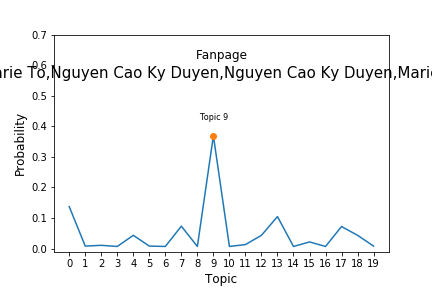 0.7
Fanpage
0.6
To,Nguyen Cao Ky Duyen,Nguyen Cao Ky Duyen,
0.5
0.4
Topic 9
0.3
0.2
0.1
0.0
Probability
0 1 2 3 4 5 6 7 8 9 10 11 12 13 14 15 16 17 18 19
Topic